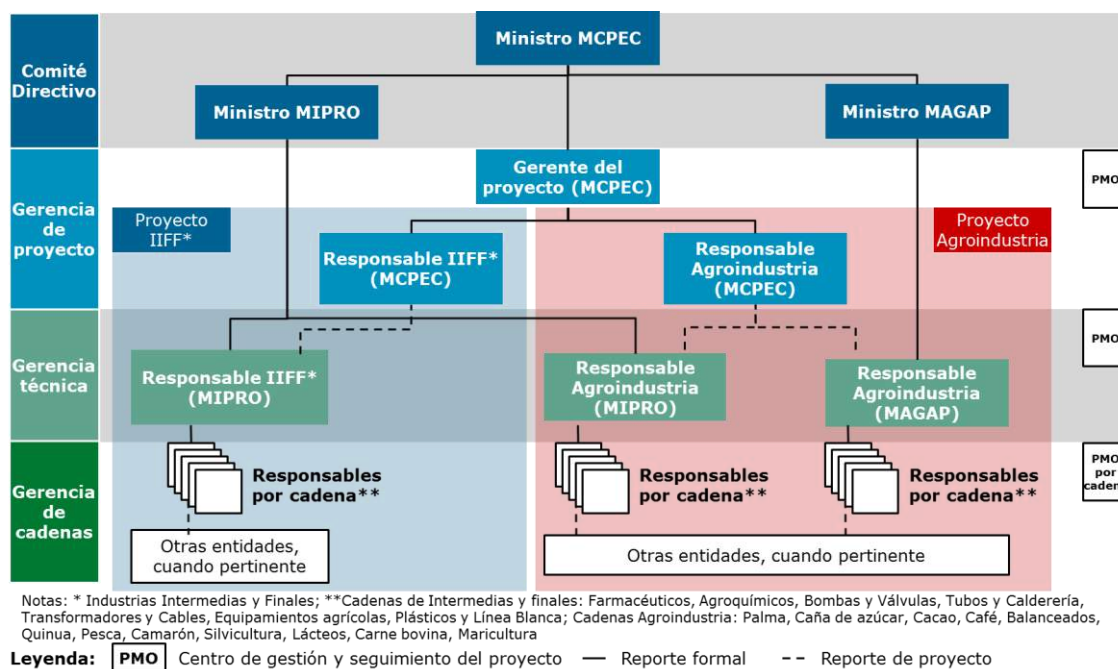 Comité
Directivo
Ministro MCPEC
Ministro MIPRO
Ministro MAGAP
Gerencia
de
proyecto
Gerente del
proyecto (MCPEC)
PMO
Proyecto
IIFF*
Proyecto
Agroindustria
Responsable IIFF*
(MCPEC)
Responsable
Agroindustria
(MCPEC)
Gerencia
técnica
PMO
Responsable IIFF*
(MIPRO)
Responsable
Agroindustria
(MIPRO)
Responsable
Agroindustria
(MAGAP)
Gerencia
de
cadenas
Responsables
por cadena**
Responsables
por cadena**
Responsables
por cadena**
PMO
por
cadena
Otras entidades,
cuando pertinente
Otras entidades, cuando pertinente
Notas: * Industrias Intermedias y Finales; **Cadenas de Intermedias y finales: Farmacéuticos, Agroquímicos, Bombas y Válvulas, Tubos y Calderería,
Transformadores y Cables, Equipamientos agrícolas, Plásticos y Línea Blanca; Cadenas Agroindustria: Palma, Caña de azúcar, Cacao, Café, Balanceados,
Quinua, Pesca, Camarón, Silvicultura, Lácteos, Carne bovina, Maricultura
Leyenda: PMO Centro de gestión y seguimiento del proyecto Reporte formal Reporte de proyecto